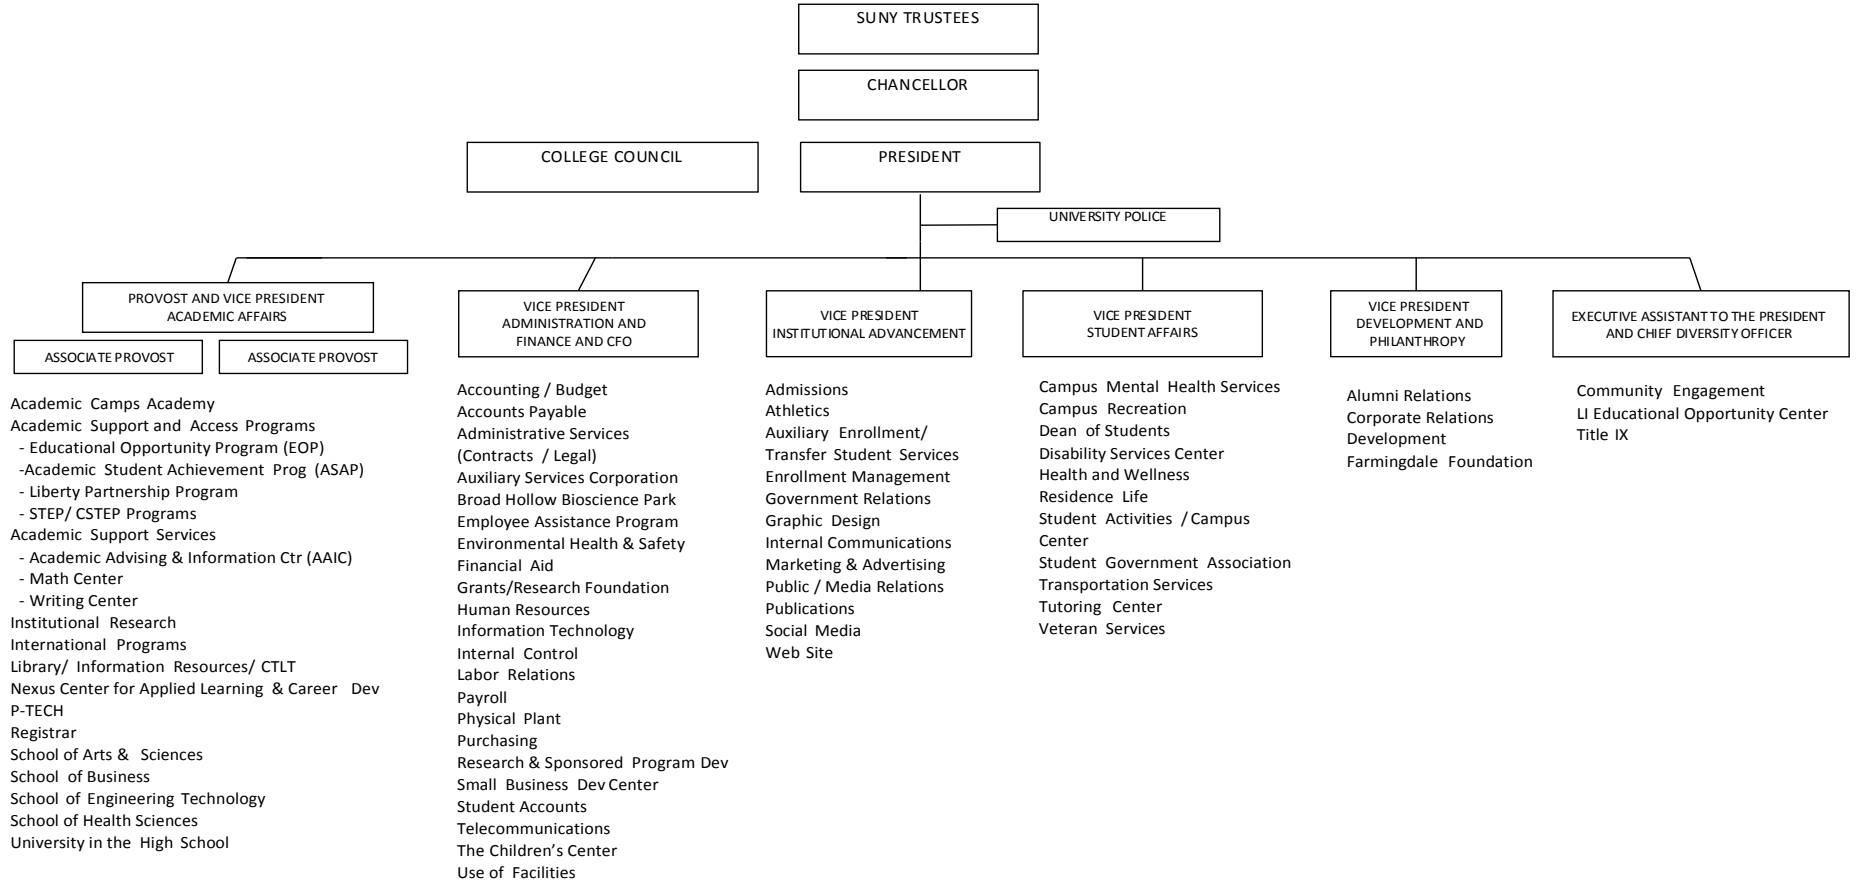 SUNY TRUSTEES
CHANCELLOR
COLLEGE COUNCIL
PRESIDENT
UNIVERSITY POLICE
PROVOST AND VICE PRESIDENT
ACADEMIC AFFAIRS
ASSOCIATE PROVOST
ASSOCIATE PROVOST
Academic Camps Academy
Academic Support and Access Programs
- Educational Opportunity Program (EOP)
-Academic Student Achievement Prog (ASAP)
- Liberty Partnership Program
- STEP/ CSTEP Programs
Academic Support Services
- Academic Advising & Information Ctr (AAIC)
- Math Center
- Writing Center
Institutional Research
International Programs
Library/ Information Resources/ CTLT
Nexus Center for Applied Learning & Career Dev
P-TECH
Registrar
School of Arts & Sciences
School of Business
School of Engineering Technology
School of Health Sciences
University in the High School
VICE PRESIDENT
ADMINISTRATION AND
FINANCE AND CFO
Accounting / Budget
Accounts Payable
Administrative Services
(Contracts / Legal)
Auxiliary Services Corporation
Broad Hollow Bioscience Park
Employee Assistance Program
Environmental Health & Safety
Financial Aid
Grants/Research Foundation
Human Resources
Information Technology
Internal Control
Labor Relations
Payroll
Physical Plant
Purchasing
Research & Sponsored Program Dev
Small Business Dev Center
Student Accounts
Telecommunications
The Children’s Center
Use of Facilities
VICE PRESIDENT
INSTITUTIONAL ADVANCEMENT
Admissions
Athletics
Auxiliary Enrollment/
Transfer Student Services
Enrollment Management
Government Relations
Graphic Design
Internal Communications
Marketing & Advertising
Public / Media Relations
Publications
Social Media
Web Site
VICE PRESIDENT
STUDENT AFFAIRS
Campus Mental Health Services
Campus Recreation
Dean of Students
Disability Services Center
Health and Wellness
Residence Life
Student Activities / Campus
Center
Student Government Association
Transportation Services
Tutoring Center
Veteran Services
VICE PRESIDENT
DEVELOPMENT AND
PHILANTHROPY
Alumni Relations
Corporate Relations
Development
Farmingdale Foundation
EXECUTIVE ASSISTANT TO THE PRESIDENT
AND CHIEF DIVERSITY OFFICER
Community Engagement
LI Educational Opportunity Center
Title IX